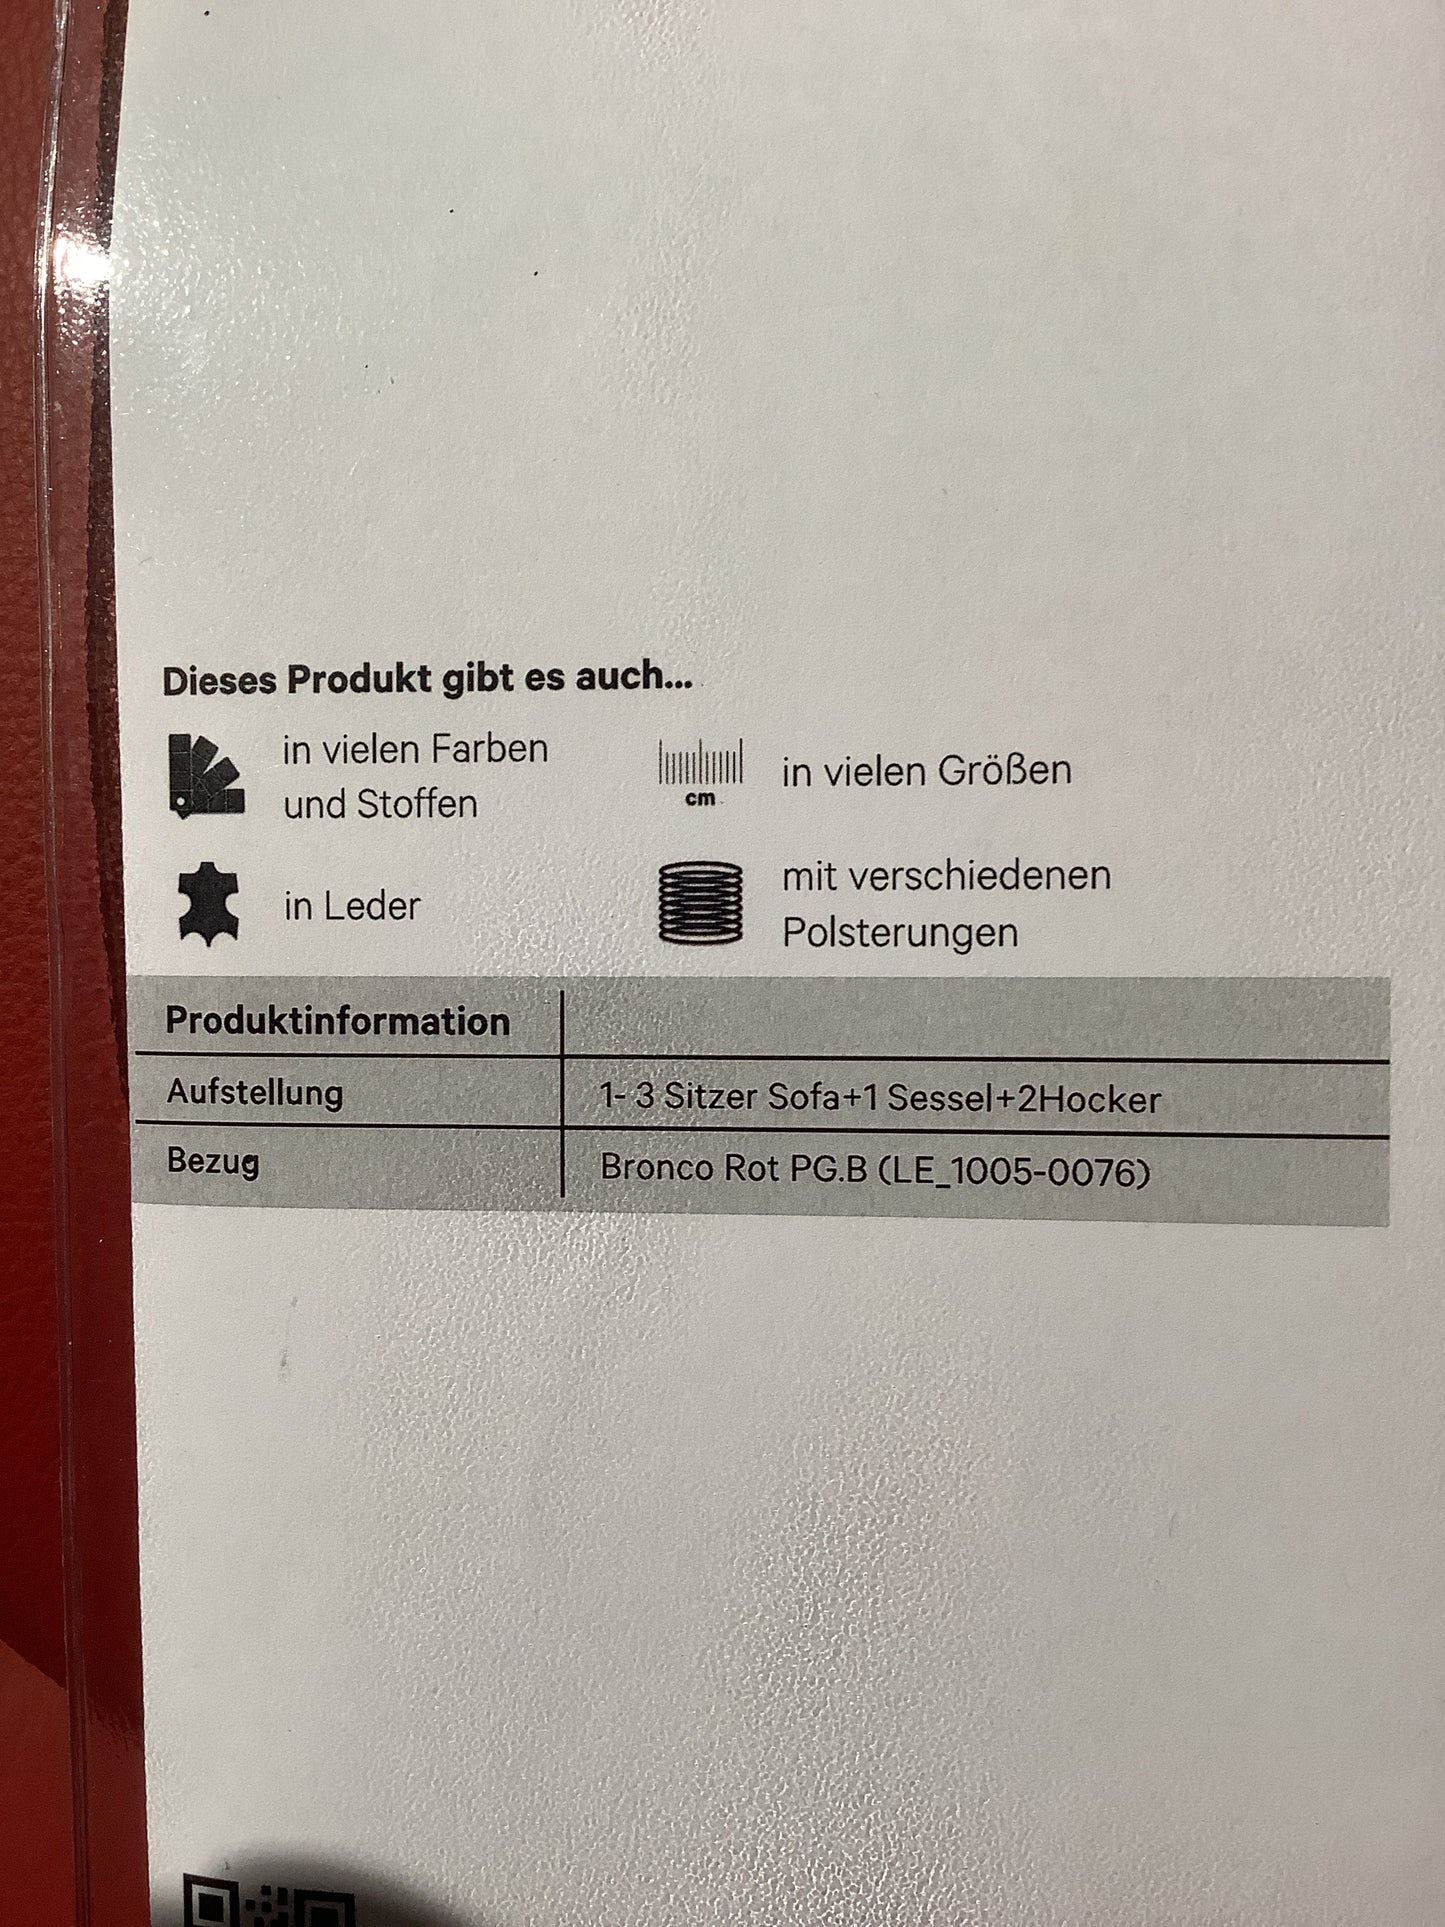 Dieses Produkt gibt es auch...
in vielen Farben
und Stoffen
cm
in vielen Größen
in Leder
mit verschiedenen
Polsterungen
Produktinformation
Aufstellung 1- 3 Sitzer Sofa+1 Sessel+2Hocker
Bezug Bronco Rot PG.B (LE_1005-0076)